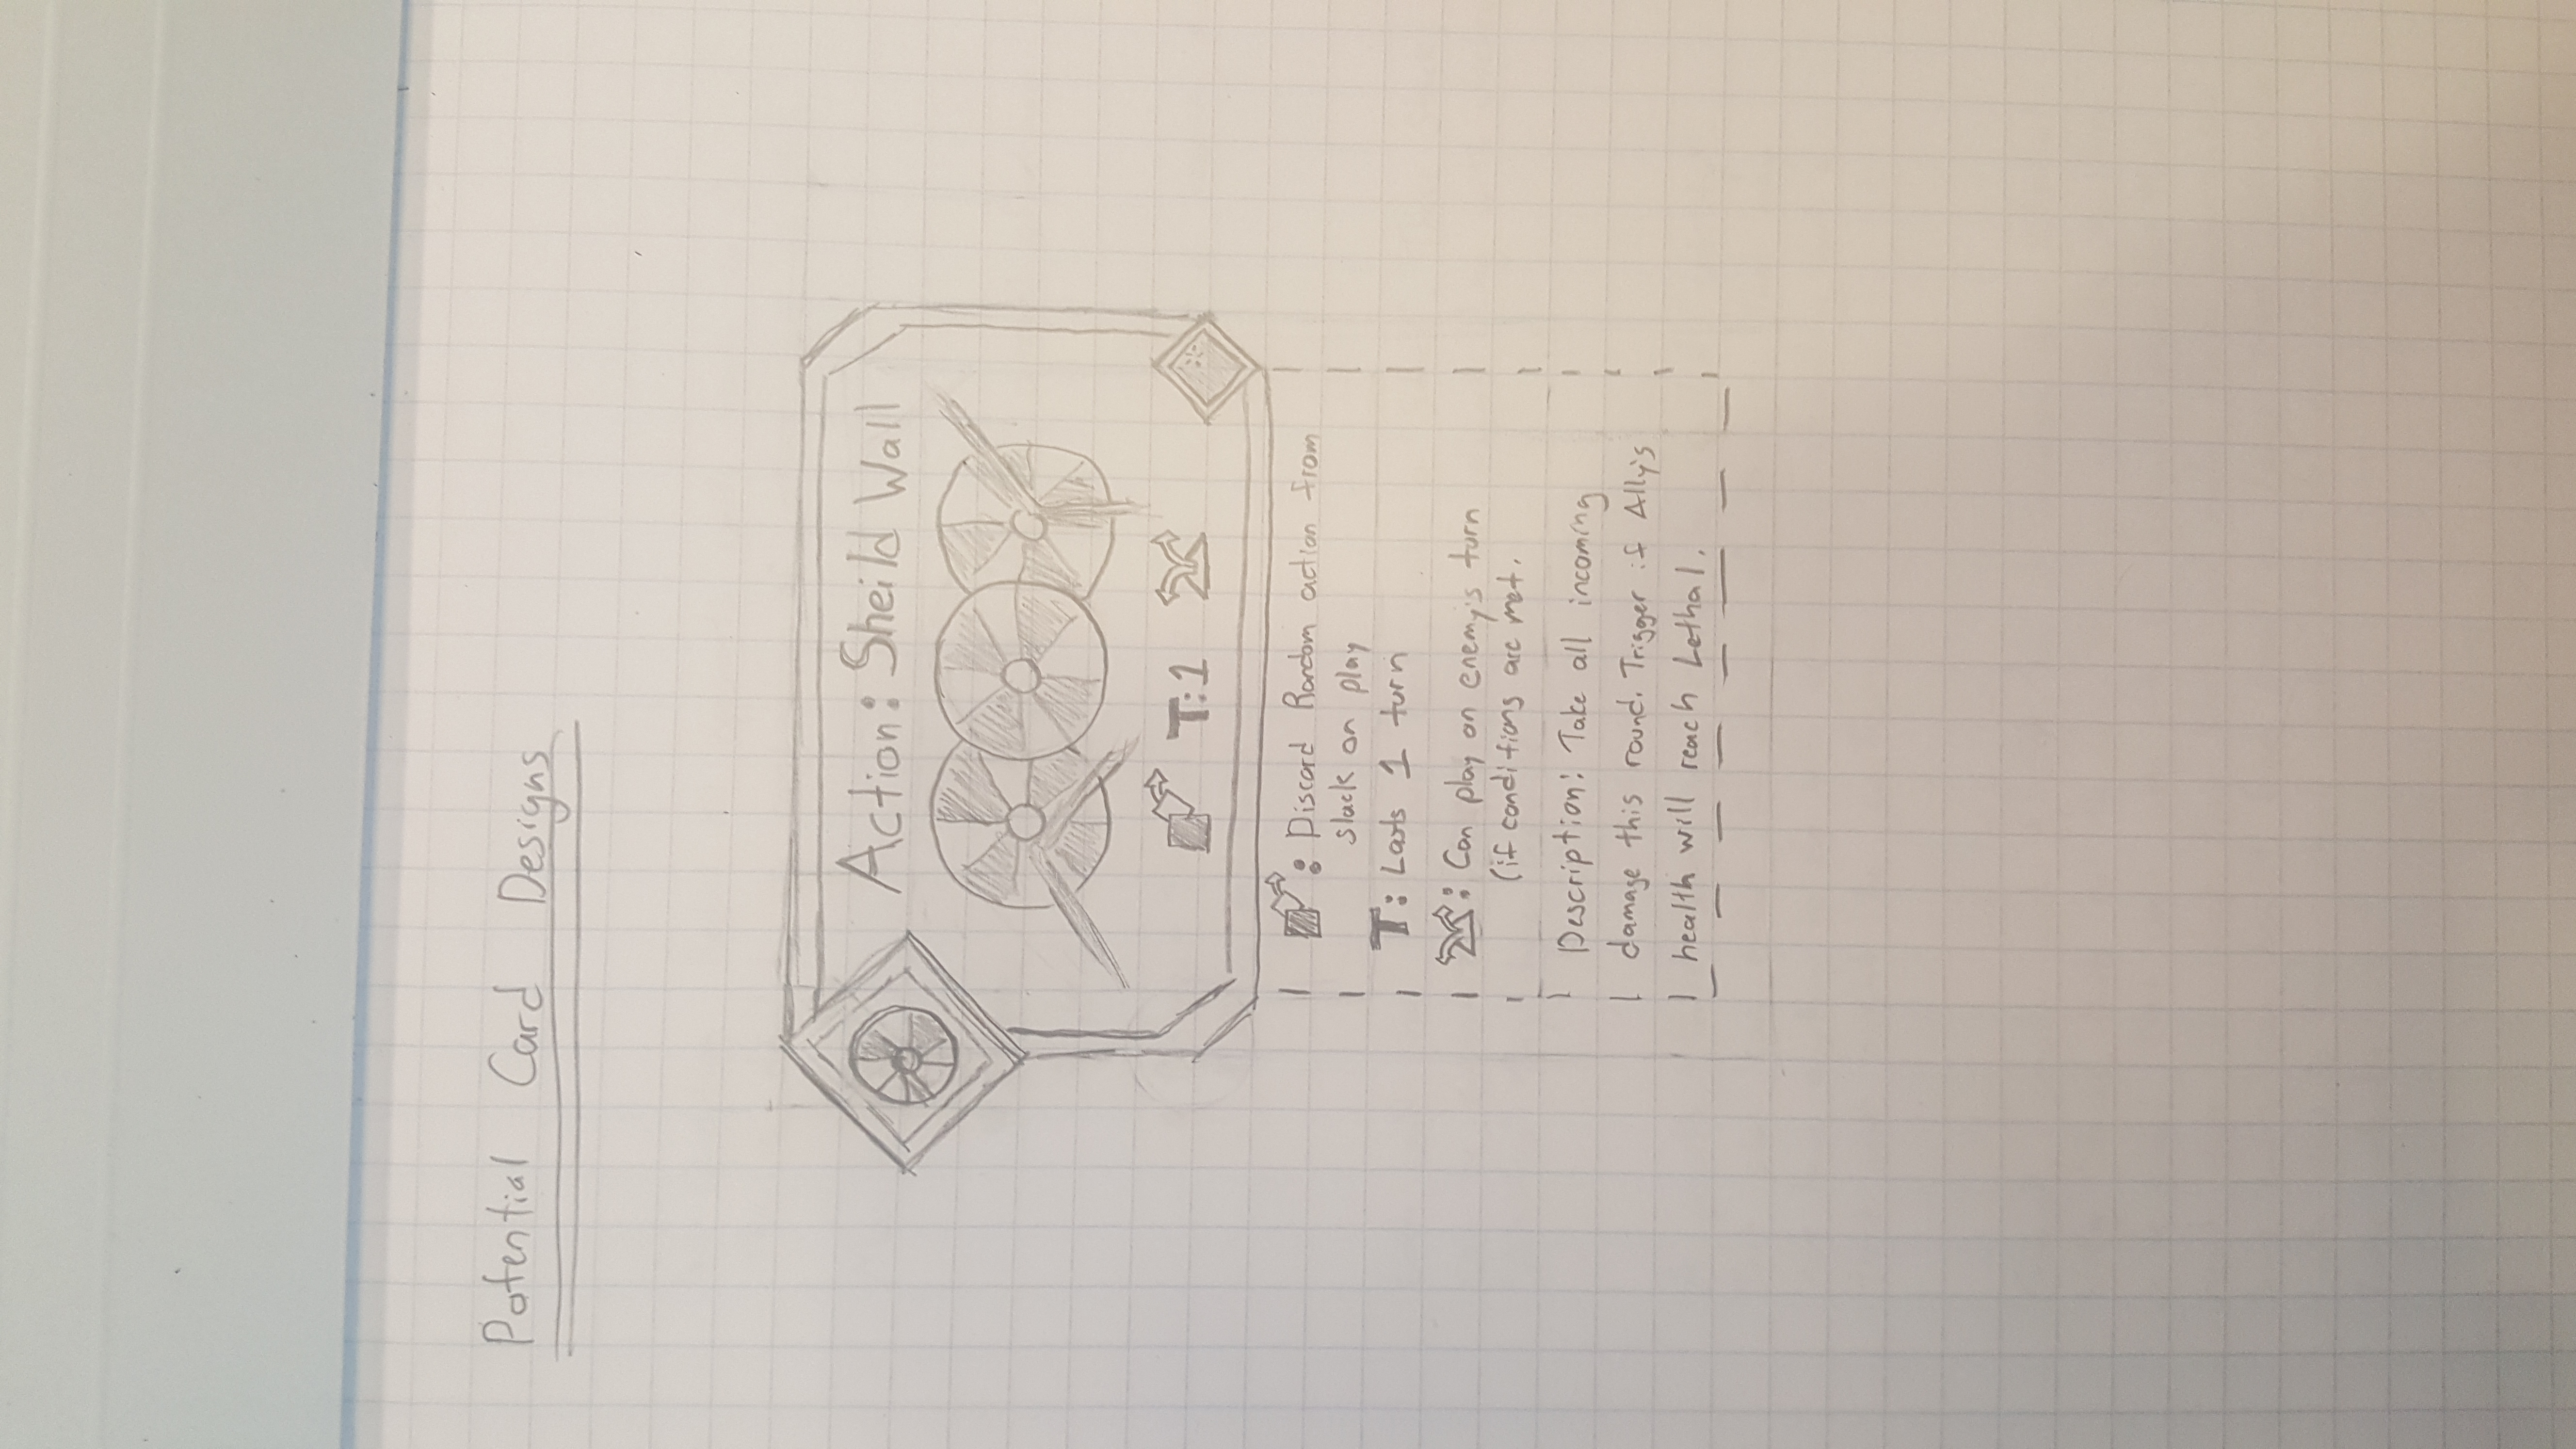 Potential Card Designs
Action: Sheild Wall
T:1
: Discard Random action from
stack on play
T: Lasts 1 turn
: Can play on enemy's turn
(if conditions are met.
Description: Take all incoming
damage this round. Trigger if Ally's
health will reach Lethal.